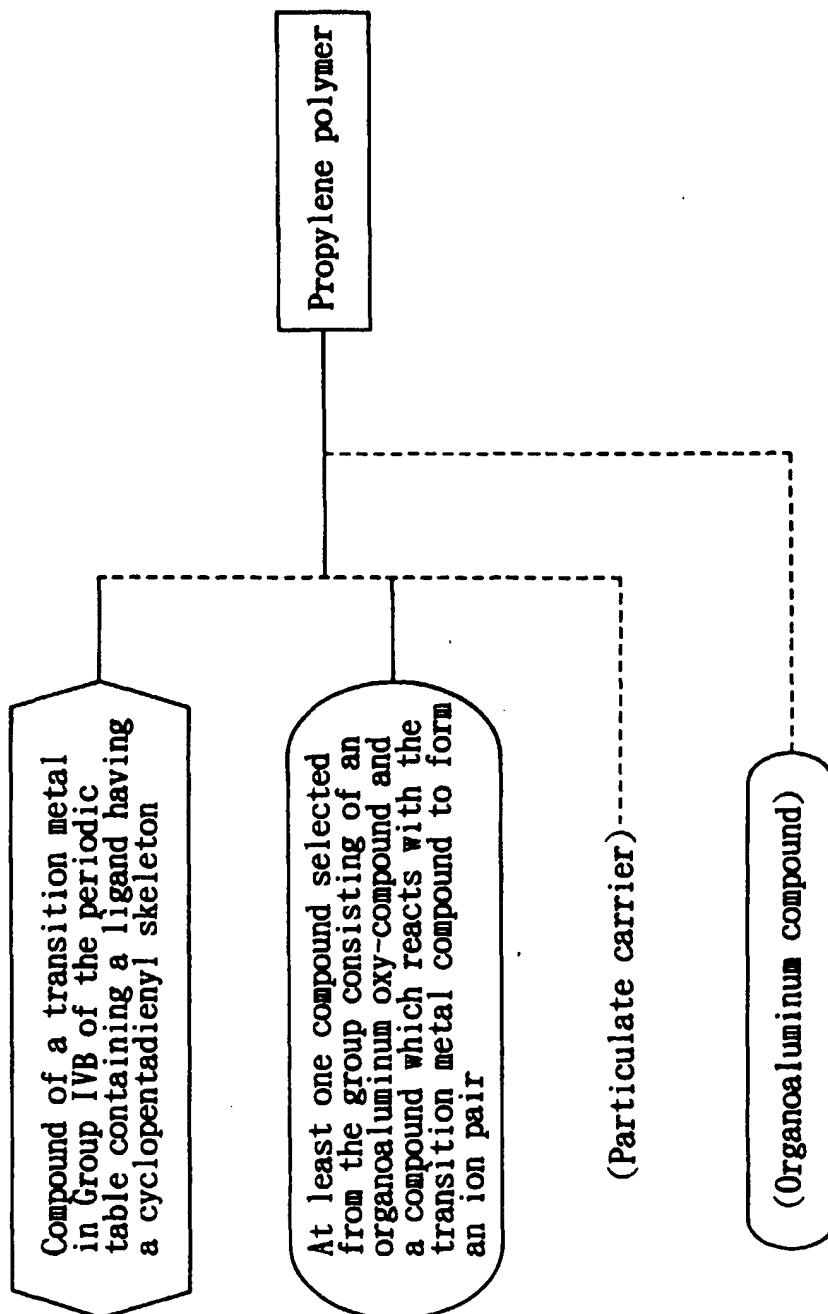 Compound of a transition metal
in Group IVB of the periodic
table containing a ligand having
a cyclopentadienyl skeleton
At least one compound selected
from the group consisting of an
organoaluminum oxy-compound and
a compound which reacts with the
transition metal compound to form
an ion pair
(Particulate carrier)
(Organoaluminum compound)
Propylene polymer